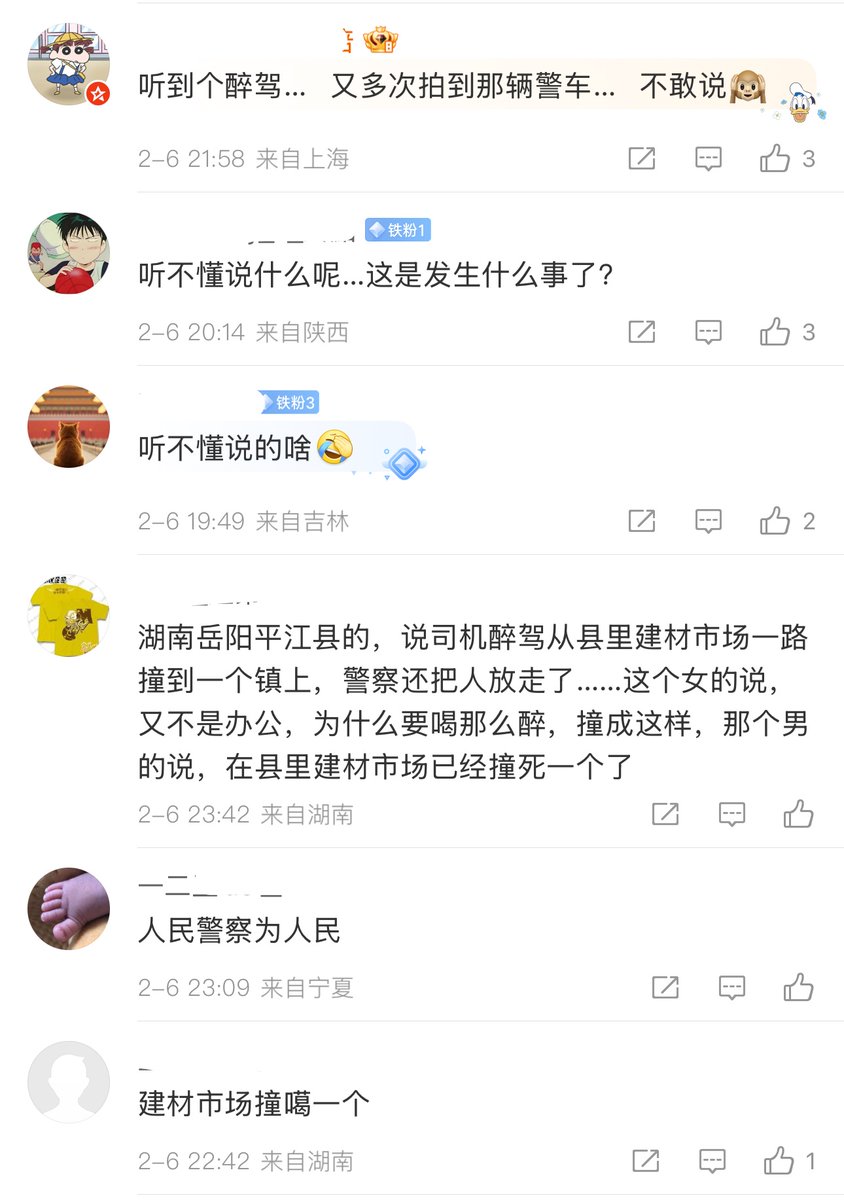 听到个醉驾... 又多次拍到那辆警车... 不敢说
2-6 21:58 来自上海
3
铁粉1
听不懂说什么呢...这是发生什么事了?
2-6 20:14 来自陕西
3
铁粉3
听不懂说的啥
2-6 19:49 来自吉林
2
湖南岳阳平江县的，说司机醉驾从县里建材市场一路
撞到一个镇上，警察还把人放走了......这个女的说，
又不是办公，为什么要喝那么醉，撞成这样，那个男
的说，在县里建材市场已经撞死一个了
2-6 23:42 来自湖南
人民警察为人民
2-6 23:09 来自宁夏
建材市场撞噶一个
2-6 22:42 来自湖南
1